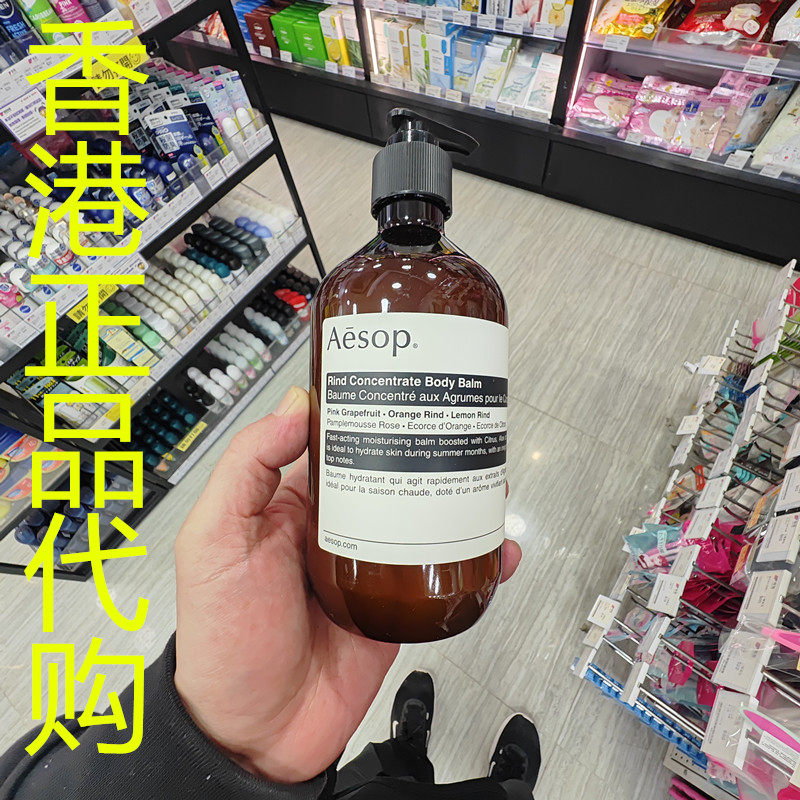 香港正品代购
Aēsop.
Rind Concentrate Body Balm
Baume Concentré aux Agrumes pour le
Pink Grapefruit • Orange Rind • Lemon Rind
Pamplemousse Rose • Ecorce d'Orange • Ecorce de
Fast-acting moisturising balm boosted with Citrus,
is ideal to hydrate skin during summer months, with an
top notes.
Baume hydratant qui agit rapidement aux extraits
idéal pour la saison chaude, doté d'un arôme
aesop.com